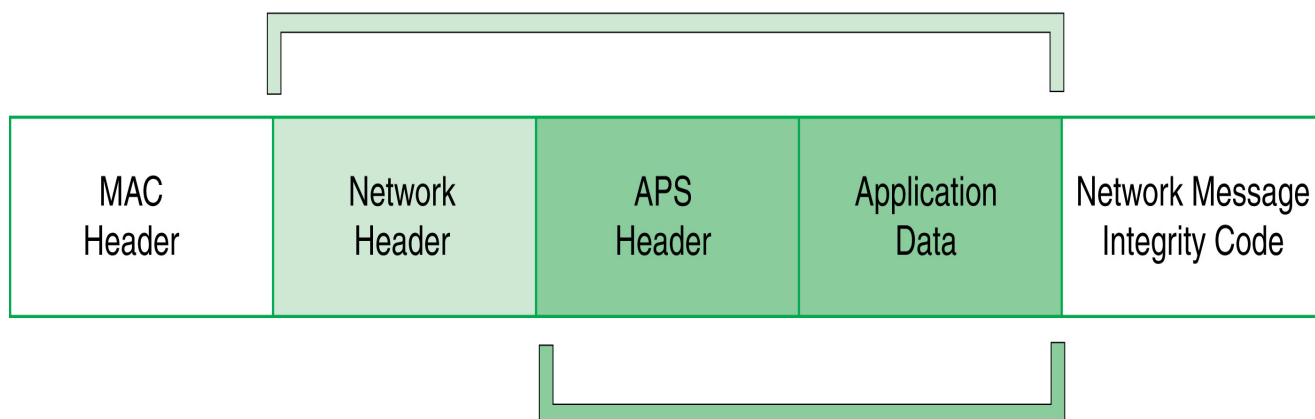 MAC
Header
Network
Header
APS
Header
Application
Data
Network Message
Integrity Code